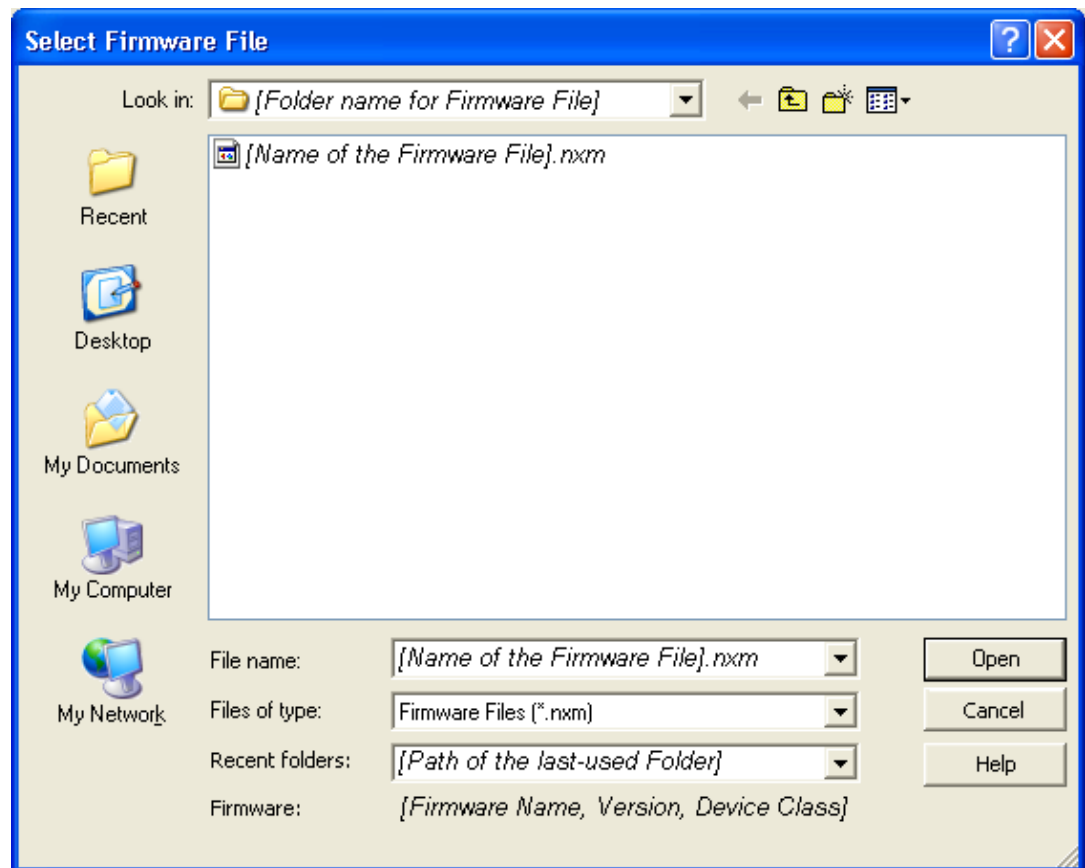 Select Firmware File
Look in: [Folder name for Firmware File]
[Name of the Firmware File].nxm
Recent
Desktop
My Documents
My Computer
My Network
File name: [Name of the Firmware File].nxm Open
Files of type: Firmware Files (*.nxm) Cancel
Recent folders: [Path of the last-used Folder] Help
Firmware: [Firmware Name, Version, Device Class]